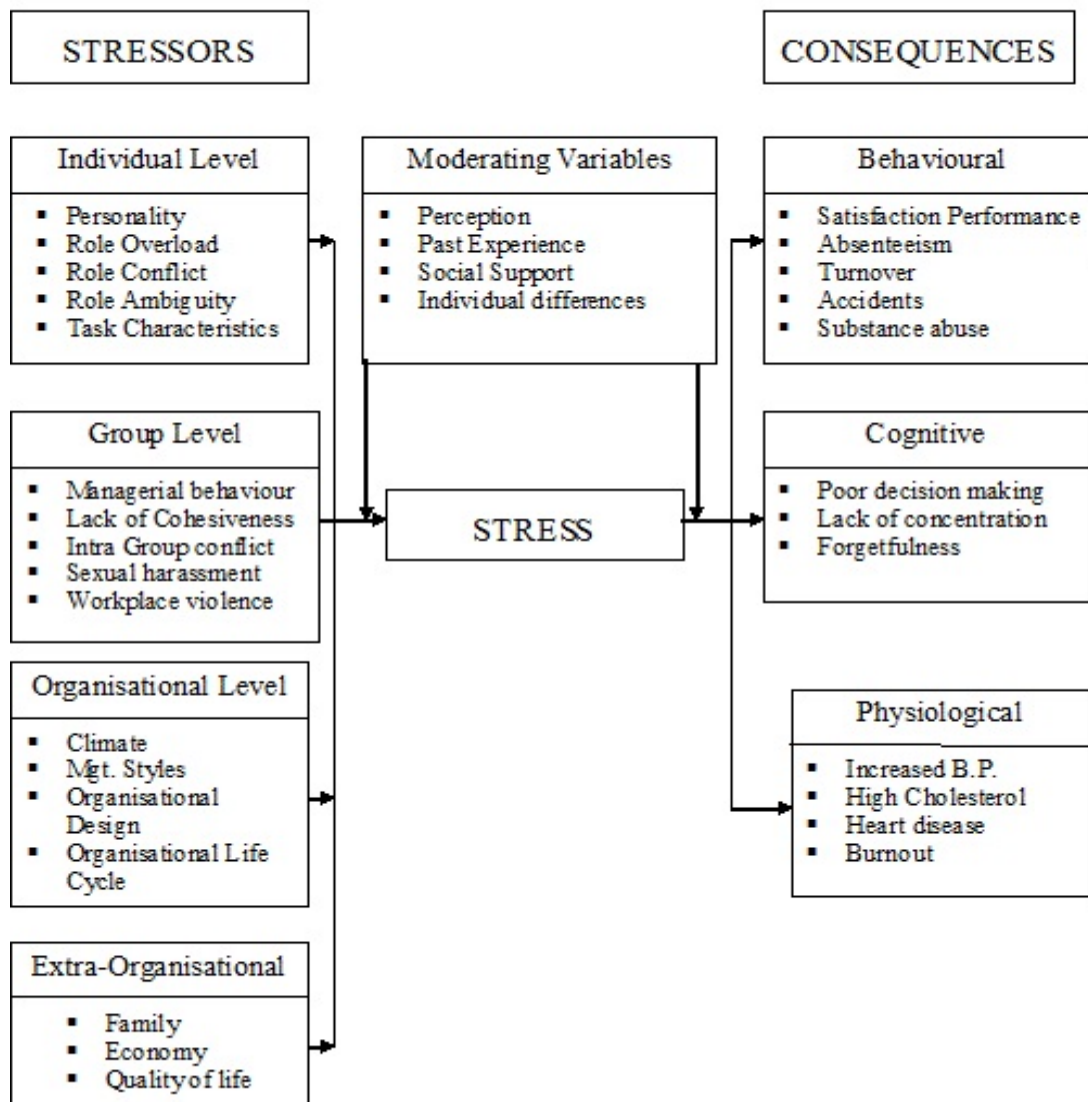 STRESSORS
CONSEQUENCES
Individual Level
▪ Personality
▪ Role Overload
▪ Role Conflict
▪ Role Ambiguity
▪ Task Characteristics
Moderating Variables
▪ Perception
▪ Past Experience
▪ Social Support
▪ Individual differences
Behavioural
▪ Satisfaction Performance
▪ Absenteeism
▪ Turnover
▪ Accidents
▪ Substance abuse
Group Level
▪ Managerial behaviour
▪ Lack of Cohesiveness
▪ Intra Group conflict
▪ Sexual harassment
▪ Workplace violence
STRESS
Cognitive
▪ Poor decision making
▪ Lack of concentration
▪ Forgetfulness
Organisational Level
▪ Climate
▪ Mgt. Styles
▪ Organisational
Design
▪ Organisational Life
Cycle
Physiological
▪ Increased B.P.
▪ High Cholesterol
▪ Heart disease
▪ Burnout
Extra-Organisational
▪ Family
▪ Economy
▪ Quality of life